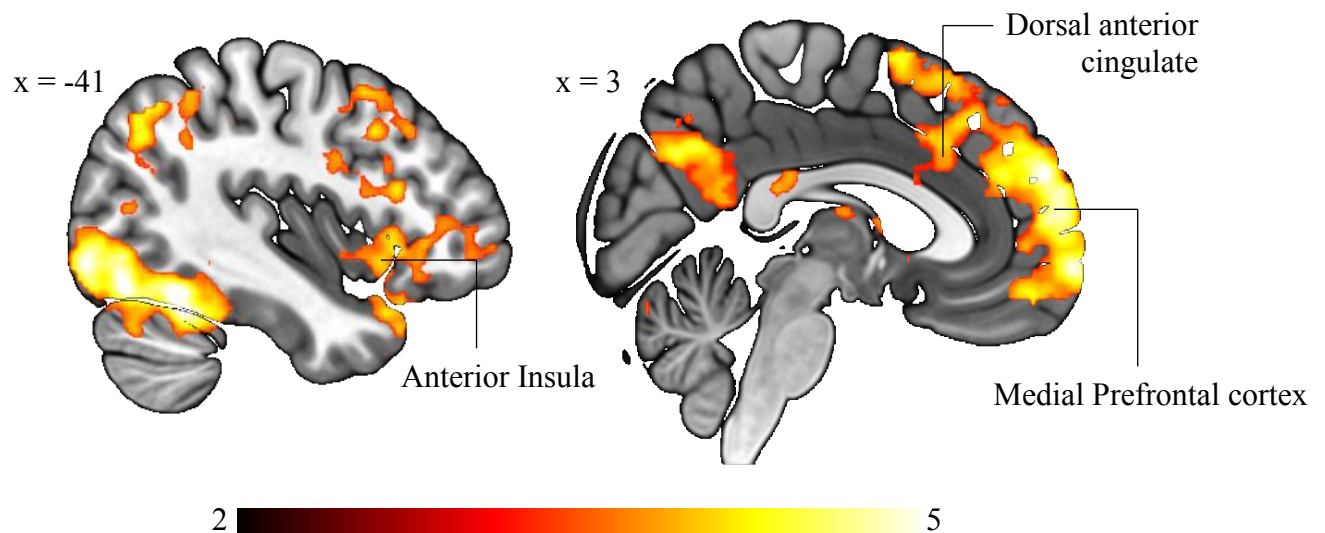 Dorsal anterior
cingulate
x = -41
x = 3
Anterior Insula
Medial Prefrontal cortex
2
5